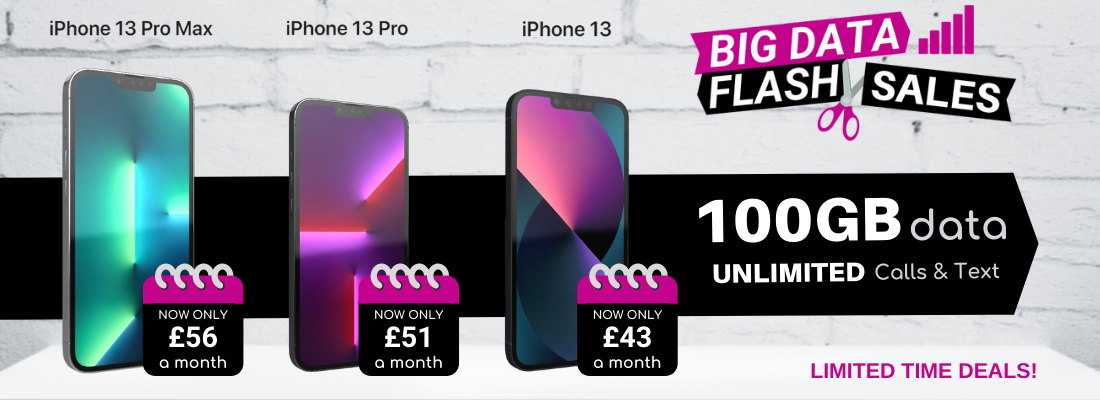 iPhone 13 Pro Max
iPhone 13 Pro
iPhone 13
BIG DATA
FLASH SALES
NOW ONLY
£56
a month
NOW ONLY
£51
a month
NOW ONLY
£43
a month
100GB data
UNLIMITED Calls & Text
LIMITED TIME DEALS!